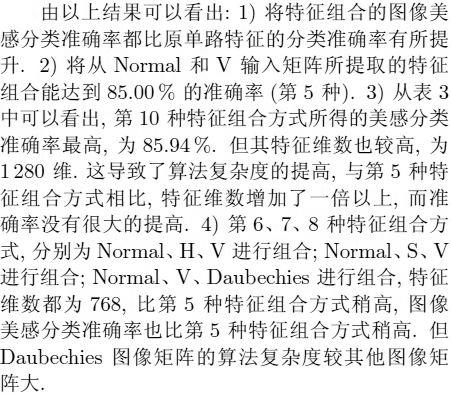 由以上结果可以看出: 1) 将特征组合的图像美
感分类准确率都比原单路特征的分类准确率有所提
升. 2) 将从 Normal 和 V 输入矩阵所提取的特征
组合能达到 85.00 % 的准确率 (第 5 种). 3) 从表 3
中可以看出, 第 10 种特征组合方式所得的美感分类
准确率最高, 为 85.94 %. 但其特征维数也较高, 为
1 280 维. 这导致了算法复杂度的提高, 与第 5 种特
征组合方式相比, 特征维数增加了一倍以上, 而准
确率没有很大的提高. 4) 第 6、7、8 种特征组合方
式, 分别为 Normal、H、V 进行组合; Normal、S、V
进行组合; Normal、V、Daubechies 进行组合, 特征
维数都为 768, 比第 5 种特征组合方式稍高, 图像
美感分类准确率也比第 5 种特征组合方式稍高. 但
Daubechies 图像矩阵的算法复杂度较其他图像矩
阵大.